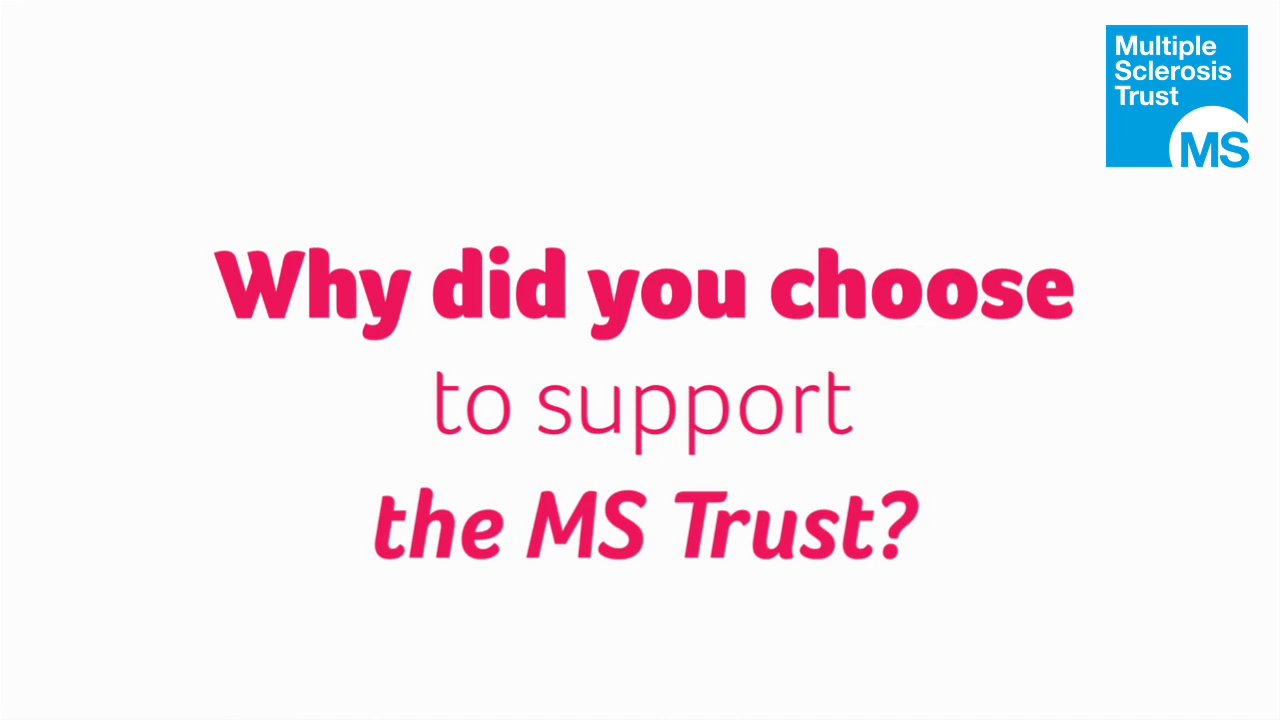 Multiple
Sclerosis
Trust
MS
Why did you choose
to support
the MS Trust?